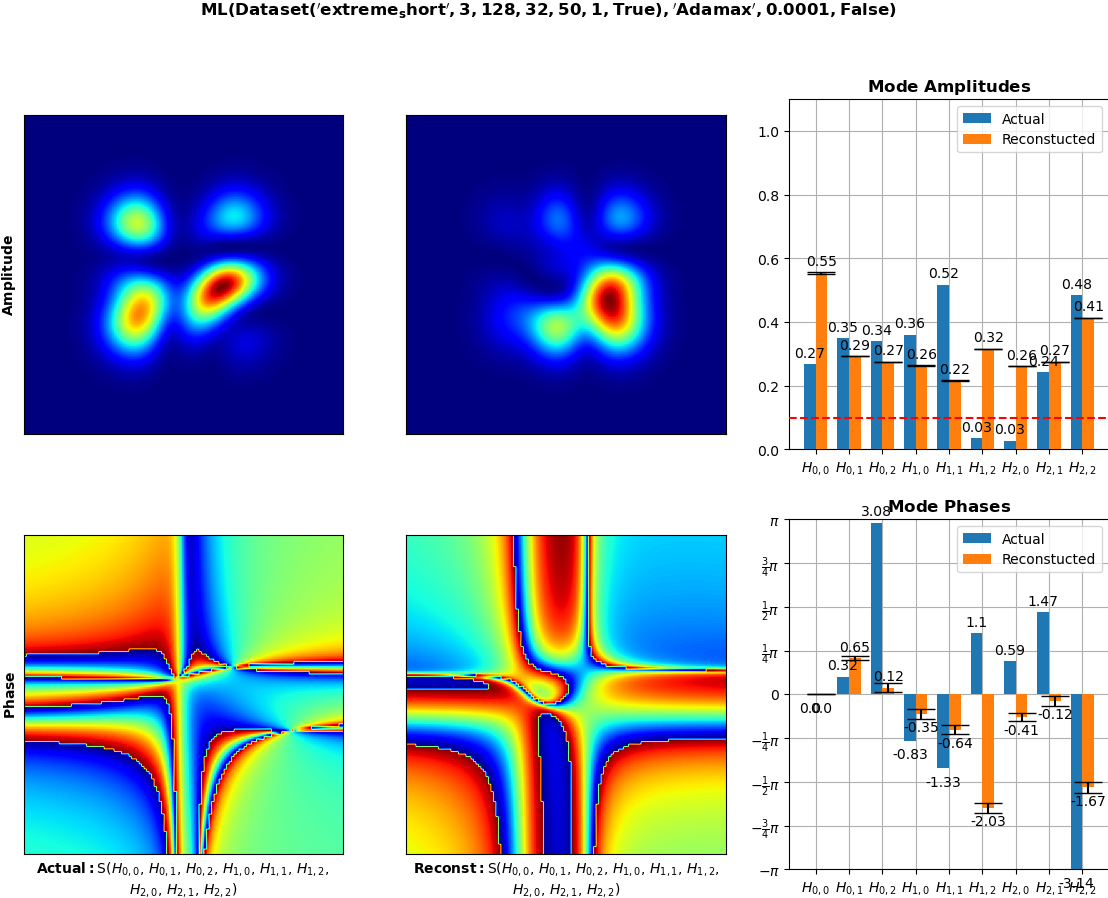 ML(Dataset('extreme_short', 3, 128, 32, 50, 1, True), 'Adamax', 0.0001, False)
Amplitude
Mode Amplitudes
Actual
Reconstucted
1.0
0.8
0.6
0.4
0.2
0.0
0.27 0.35 0.34 0.36 0.52 0.03 0.03 0.24 0.48
0.55 0.29 0.27 0.26 0.22 0.32 0.26 0.27 0.41
H0,0 H0,1 H0,2 H1,0 H1,1 H1,2 H2,0 H2,1 H2,2
Phase
Mode Phases
Actual
Reconstucted
π
3/4π
1/2π
1/4π
0
−1/4π
−1/2π
−3/4π
−π
0.0 0.32 3.08 -0.83 -1.33 1.1 0.59 1.47 -3.14
0.0 0.65 0.12 -0.35 -0.64 -2.03 -0.41 -0.12 -1.67
H0,0 H0,1 H0,2 H1,0 H1,1 H1,2 H2,0 H2,1 H2,2
Actual: S(H0,0, H0,1, H0,2, H1,0, H1,1, H1,2,
H2,0, H2,1, H2,2)
Reconst: S(H0,0, H0,1, H0,2, H1,0, H1,1, H1,2,
H2,0, H2,1, H2,2)